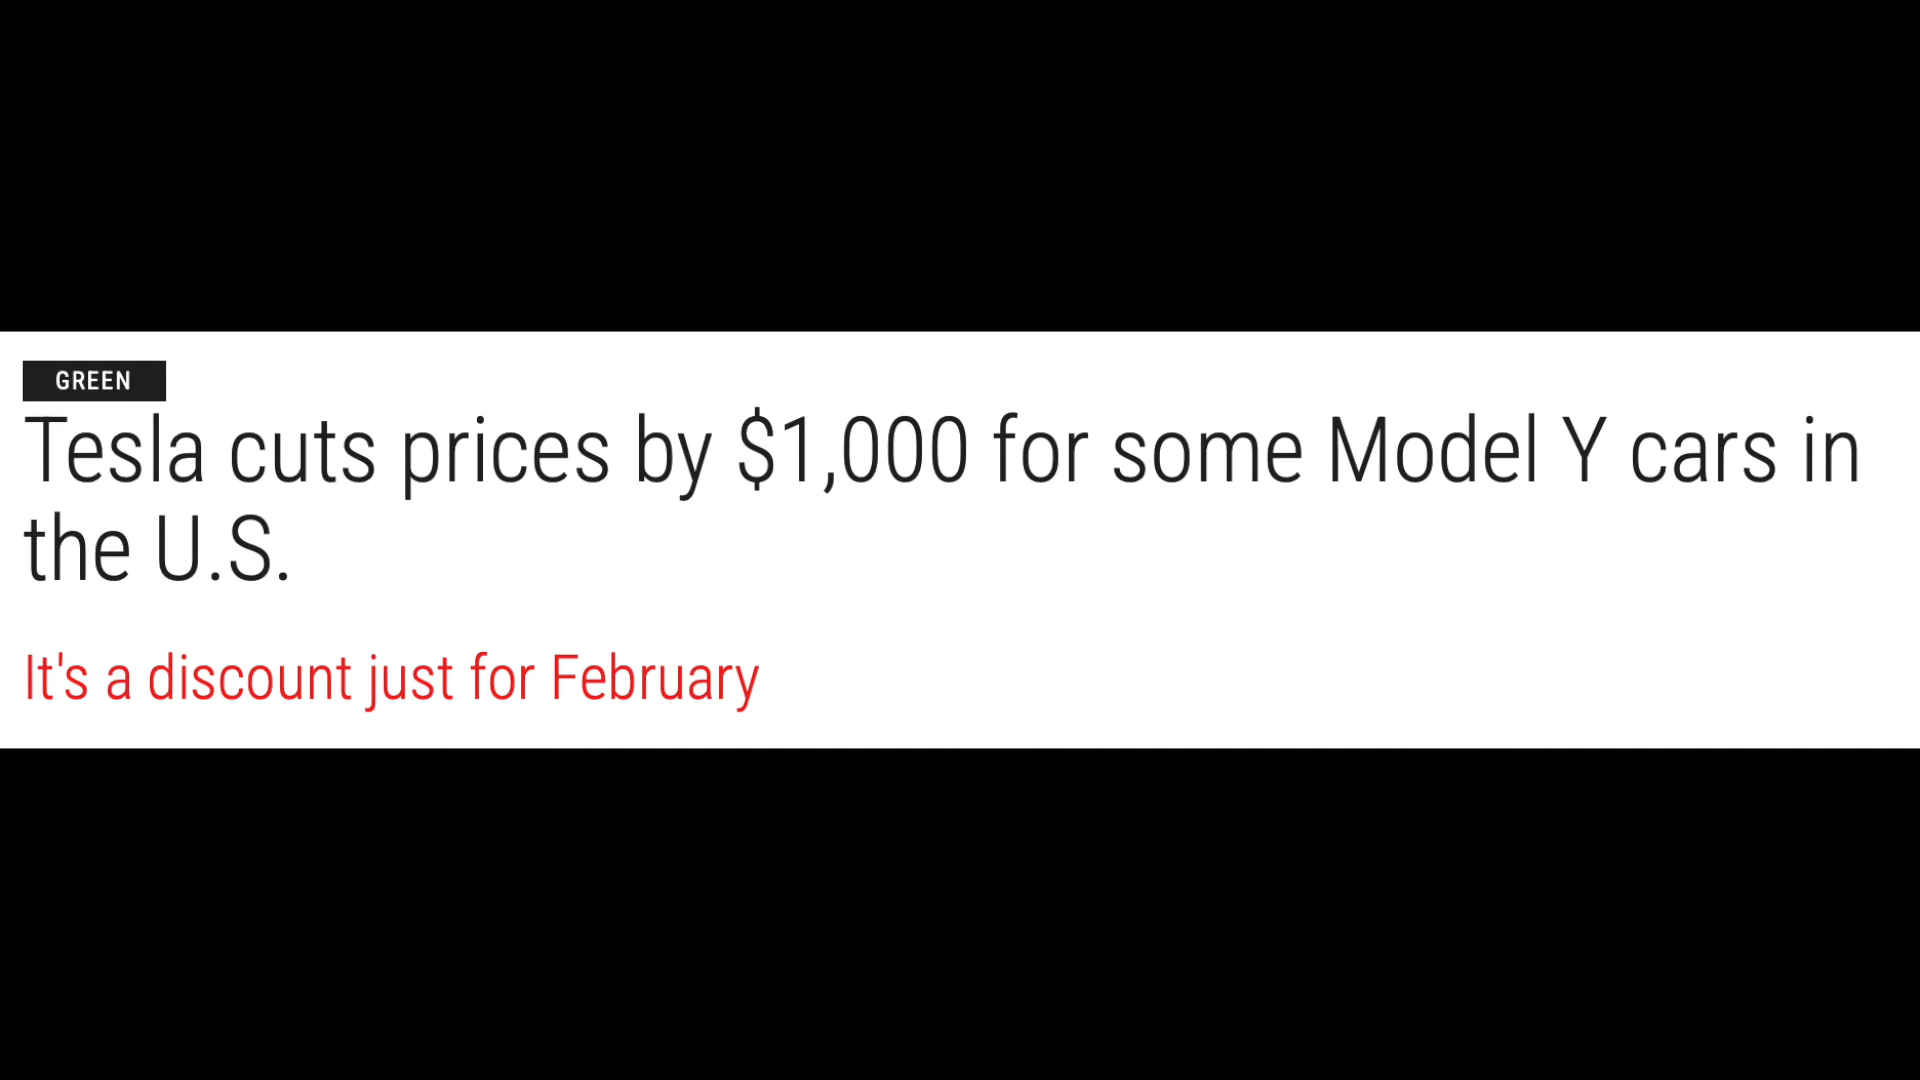 GREEN
Tesla cuts prices by $1,000 for some Model Y cars in
the U.S.
It's a discount just for February